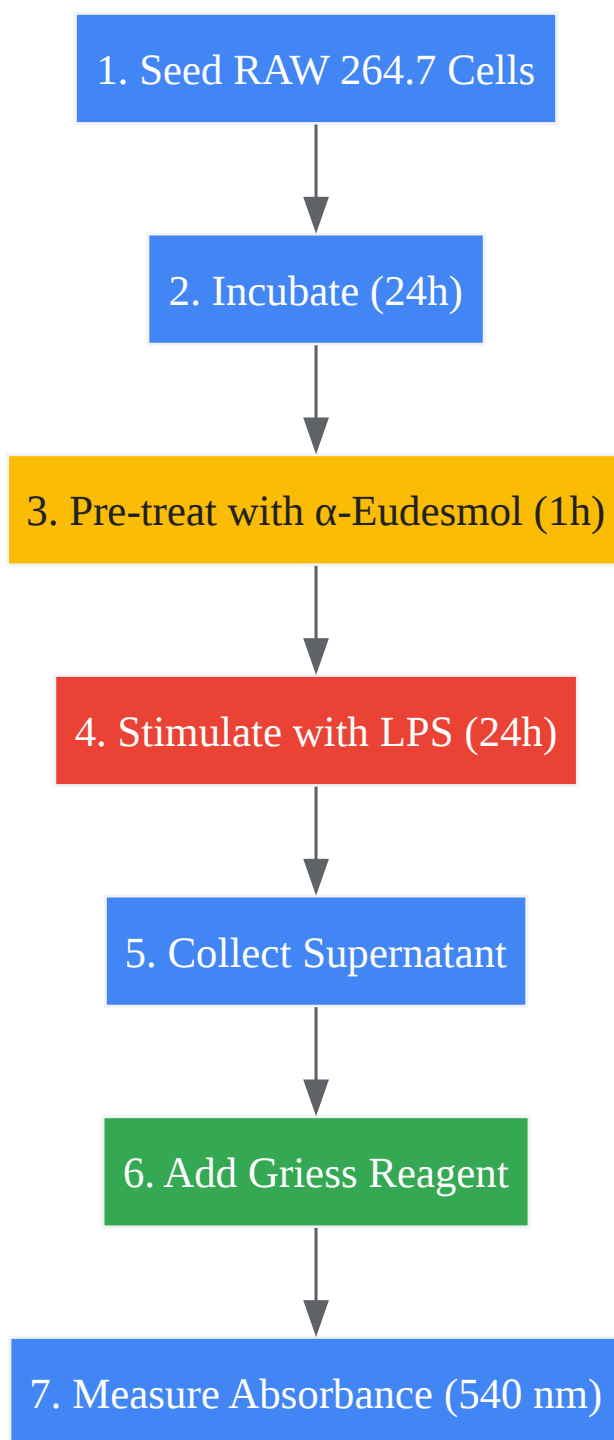 1. Seed RAW 264.7 Cells
2. Incubate (24h)
3. Pre-treat with α-Eudesmol (1h)
4. Stimulate with LPS (24h)
5. Collect Supernatant
6. Add Griess Reagent
7. Measure Absorbance (540 nm)